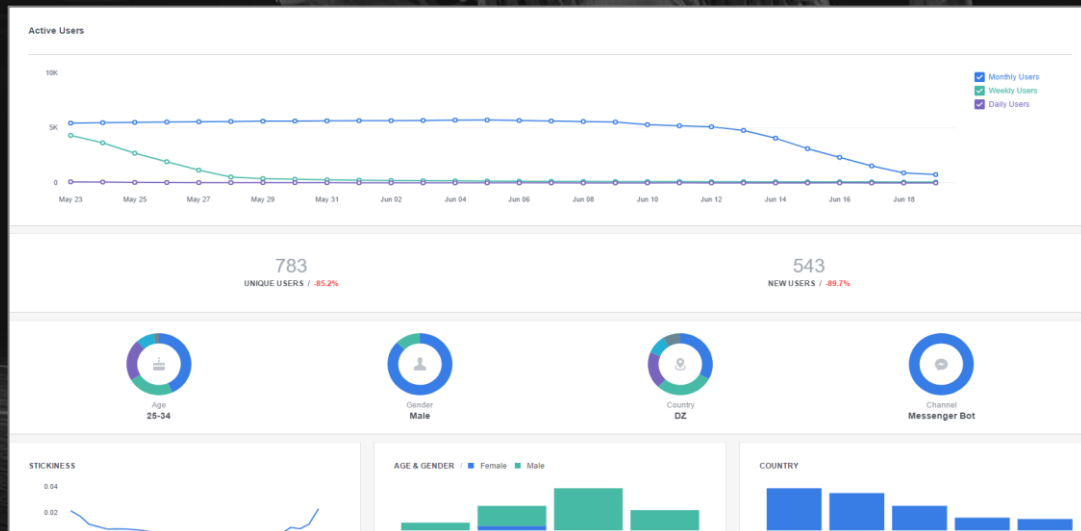 Active Users
10K
5K
0
Monthly Users
Weekly Users
Daily Users
May 23 May 25 May 27 May 29 May 31 Jun 02 Jun 04 Jun 06 Jun 08 Jun 10 Jun 12 Jun 14 Jun 16 Jun 18
783 543
UNIQUE USERS / -85.2% NEW USERS / -89.7%
Age Gender Country Channel
25-34 Male DZ Messenger Bot
STICKINESS AGE & GENDER / Female Male COUNTRY
0.04
0.02